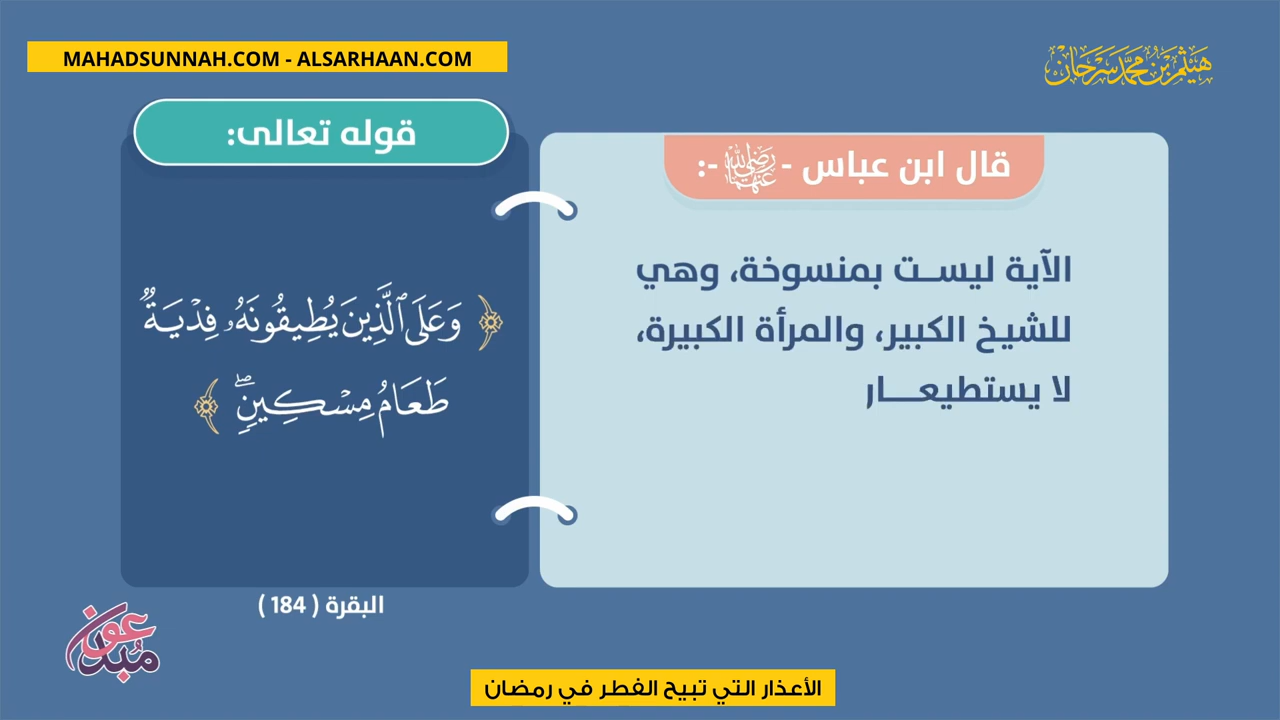 MAHADSUNNAH.COM - ALSARHAAN.COM
هيثم بن محمد سرحان
قال ابن عباس - رضي الله عنهما -:
الآية ليست بمنسوخة، وهي
للشيخ الكبير، والمرأة الكبيرة،
لا يستطيعـار
قوله تعالى:
﴿ وَعَلَى ٱلَّذِينَ يُطِيقُونَهُۥ فِدْيَةٌ
طَعَامُ مِسْكِينٍۖ ﴾
البقرة ( 184 )
مبدعون
الأعذار التي تبيح الفطر في رمضان